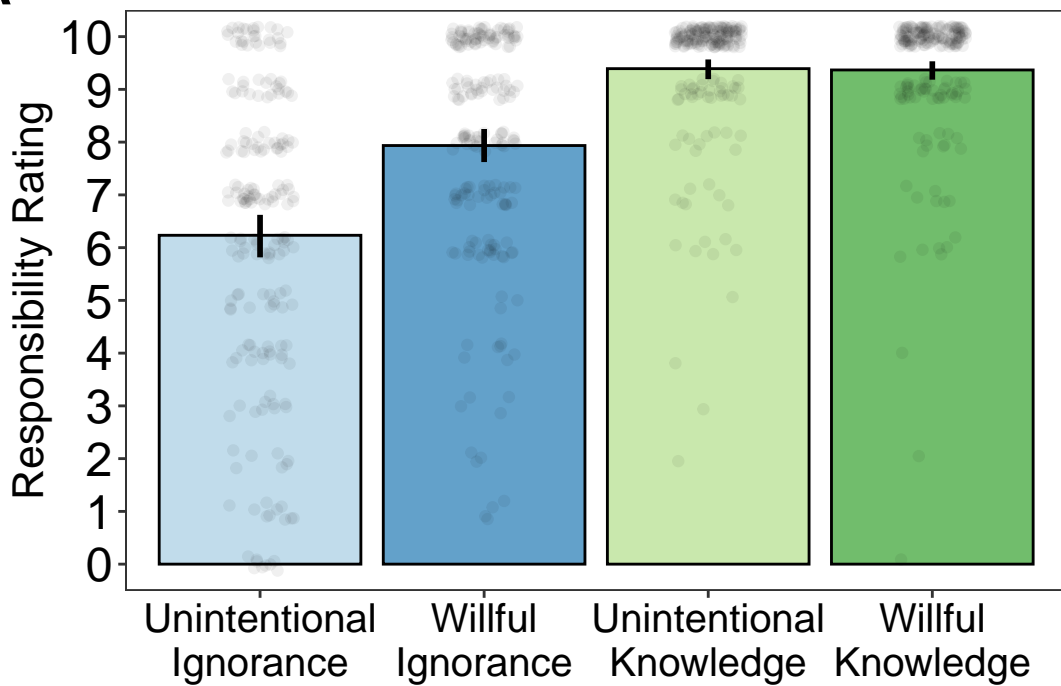 Responsibility Rating
10
9
8
7
6
5
4
3
2
1
0
Unintentional Ignorance
Willful Ignorance
Unintentional Knowledge
Willful Knowledge